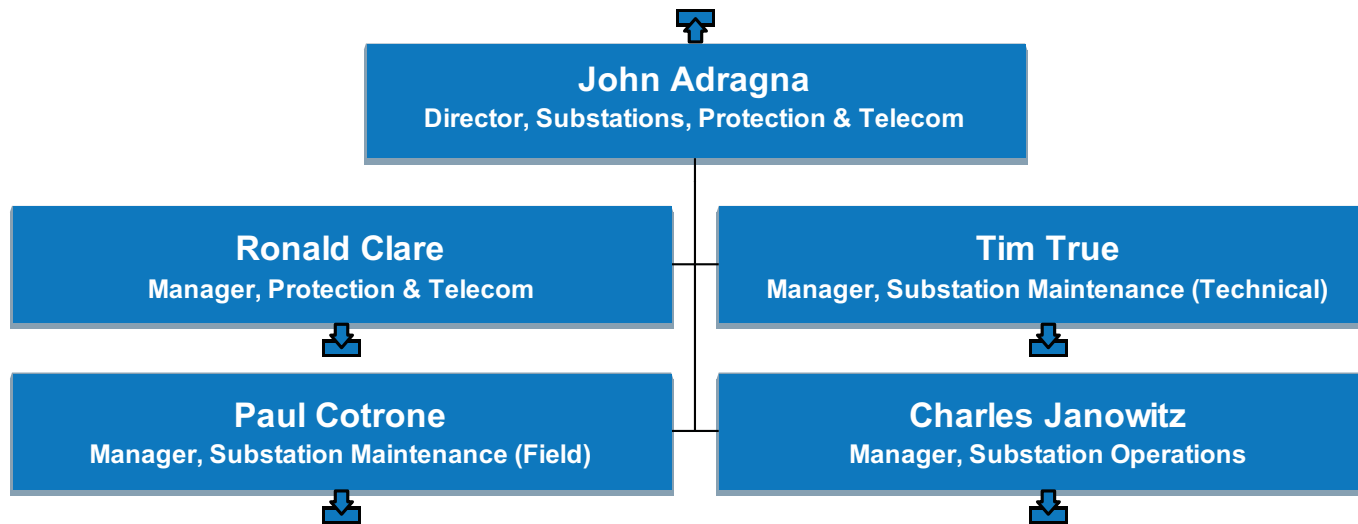 John Adragna
Director, Substations, Protection & Telecom
Ronald Clare
Manager, Protection & Telecom
Tim True
Manager, Substation Maintenance (Technical)
Paul Cotrone
Manager, Substation Maintenance (Field)
Charles Janowitz
Manager, Substation Operations